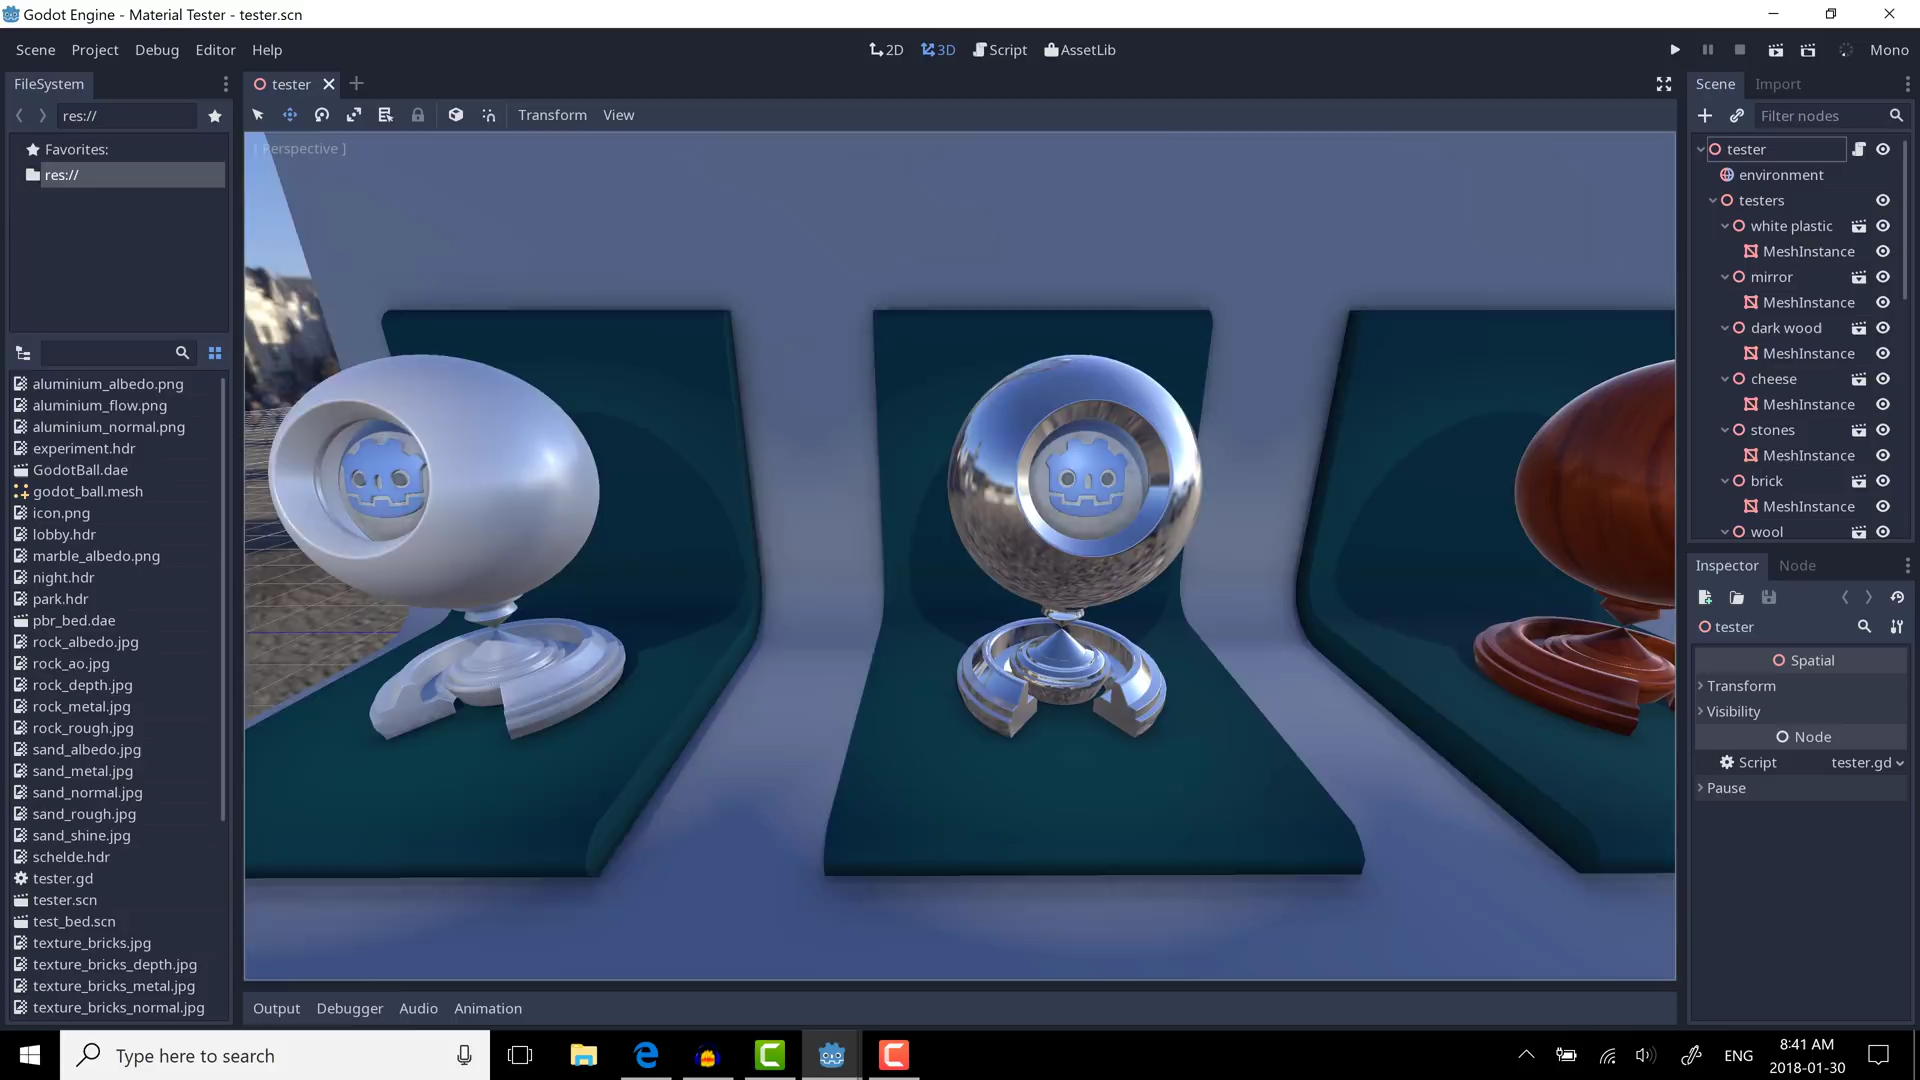 Godot Engine - Material Tester - tester.scn
Scene Project Debug Editor Help
2D 3D Script AssetLib
Mono
FileSystem
tester
Scene Import
res://
Transform View
Filter nodes
Favorites:
res://
[ Perspective ]
aluminium_albedo.png
aluminium_flow.png
aluminium_normal.png
experiment.hdr
GodotBall.dae
godot_ball.mesh
icon.png
lobby.hdr
marble_albedo.png
night.hdr
park.hdr
pbr_bed.dae
rock_albedo.jpg
rock_ao.jpg
rock_depth.jpg
rock_metal.jpg
rock_rough.jpg
sand_albedo.jpg
sand_metal.jpg
sand_normal.jpg
sand_rough.jpg
sand_shine.jpg
schelde.hdr
tester.gd
tester.scn
test_bed.scn
texture_bricks.jpg
texture_bricks_depth.jpg
texture_bricks_metal.jpg
texture_bricks_normal.jpg
tester
environment
testers
white plastic
MeshInstance
mirror
MeshInstance
dark wood
MeshInstance
cheese
MeshInstance
stones
MeshInstance
brick
MeshInstance
wool
Inspector Node
tester
Spatial
Transform
Visibility
Node
Script tester.gd
Pause
Output Debugger Audio Animation
Type here to search
ENG
8:41 AM
2018-01-30